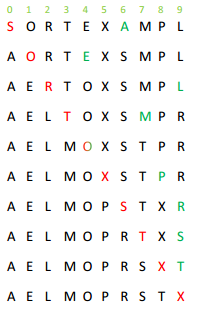 0 1 2 3 4 5 6 7 8 9
S O R T E X A M P L
A O R T E X S M P L
A E R T O X S M P L
A E L T O X S M P R
A E L M O X S T P R
A E L M O X S T P R
A E L M O P S T X R
A E L M O P R T X S
A E L M O P R S X T
A E L M O P R S T X